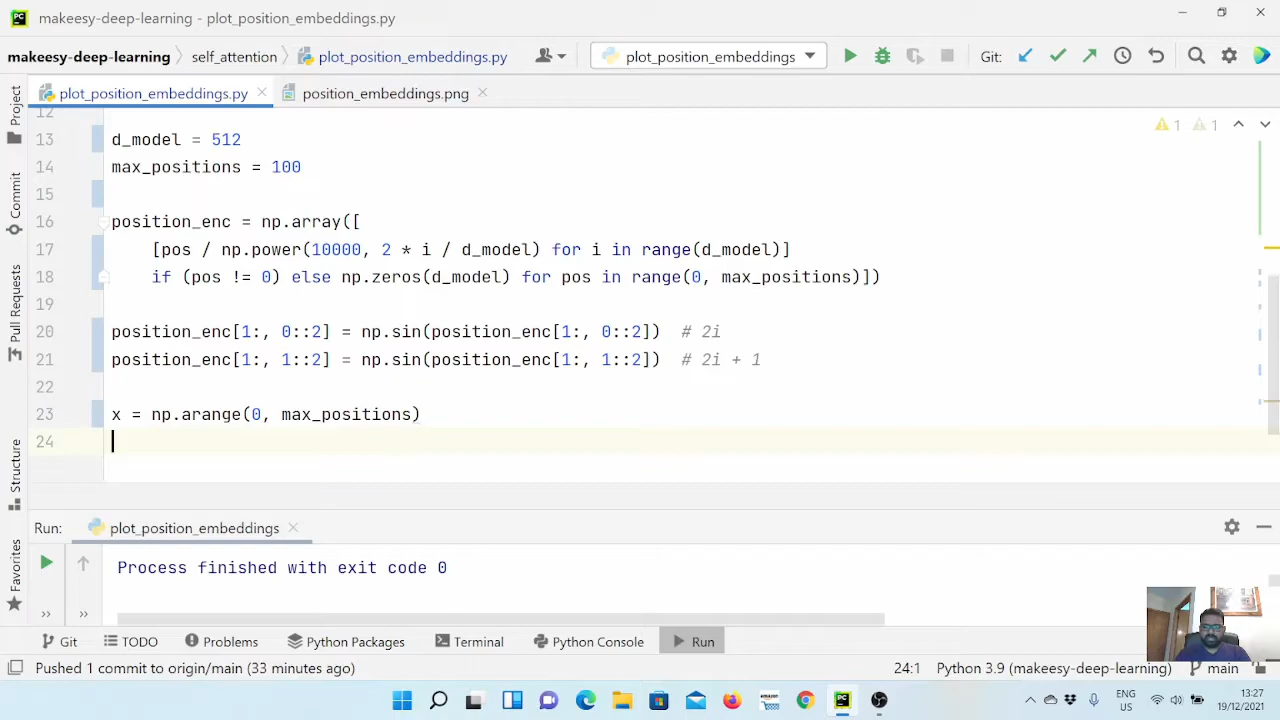 makeesy-deep-learning - plot_position_embeddings.py
makeesy-deep-learning self_attention plot_position_embeddings.py plot_position_embeddings Git:
plot_position_embeddings.py position_embeddings.png
12
13 d_model = 512
14 max_positions = 100
15
16 position_enc = np.array([
17 [pos / np.power(10000, 2 * i / d_model) for i in range(d_model)]
18 if (pos != 0) else np.zeros(d_model) for pos in range(0, max_positions)])
19
20 position_enc[1:, 0::2] = np.sin(position_enc[1:, 0::2]) # 2i
21 position_enc[1:, 1::2] = np.sin(position_enc[1:, 1::2]) # 2i + 1
22
23 x = np.arange(0, max_positions)
24
1 1
Project
Commit
Pull Requests
Structure
Favorites
Run: plot_position_embeddings
Process finished with exit code 0
Git TODO Problems Python Packages Terminal Python Console Run
Pushed 1 commit to origin/main (33 minutes ago) 24:1 Python 3.9 (makeesy-deep-learning) main
ENG 13:27
US 19/12/2021